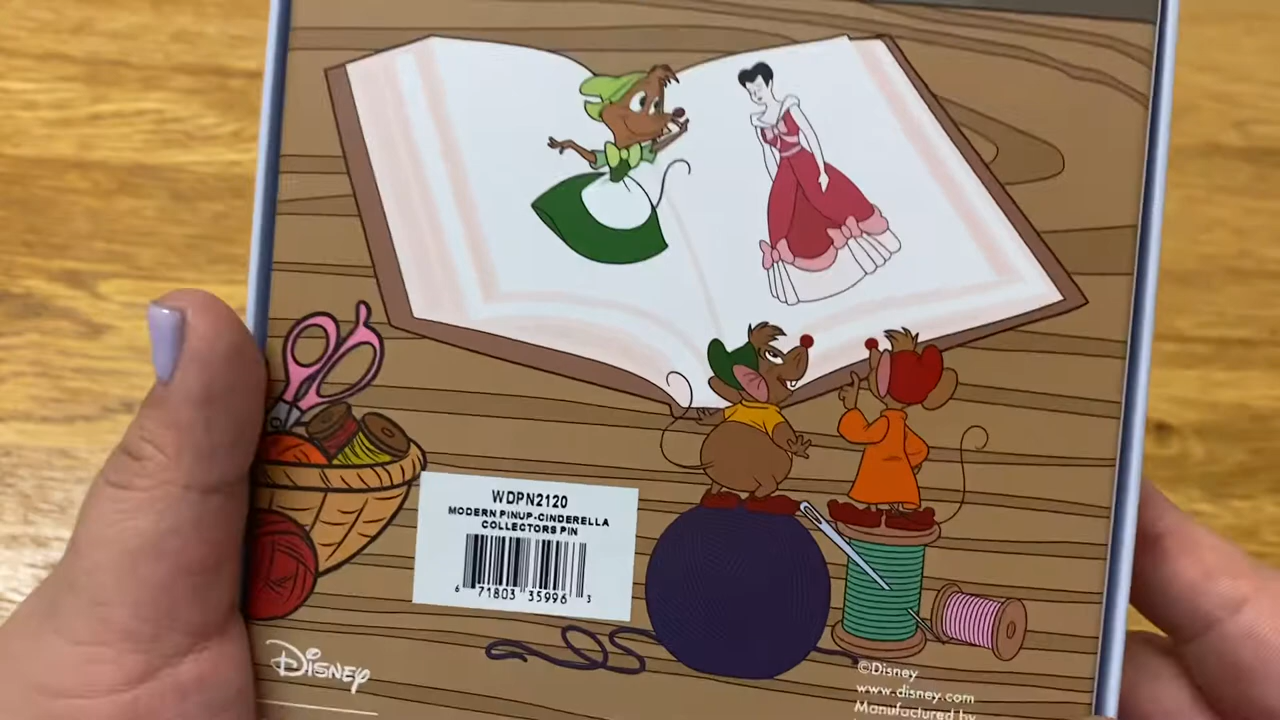 WDPN2120
MODERN PINUP-CINDERELLA
COLLECTORS PIN
6 71803 35996 3
Disney
©Disney
www.disney.com
Manufactured by